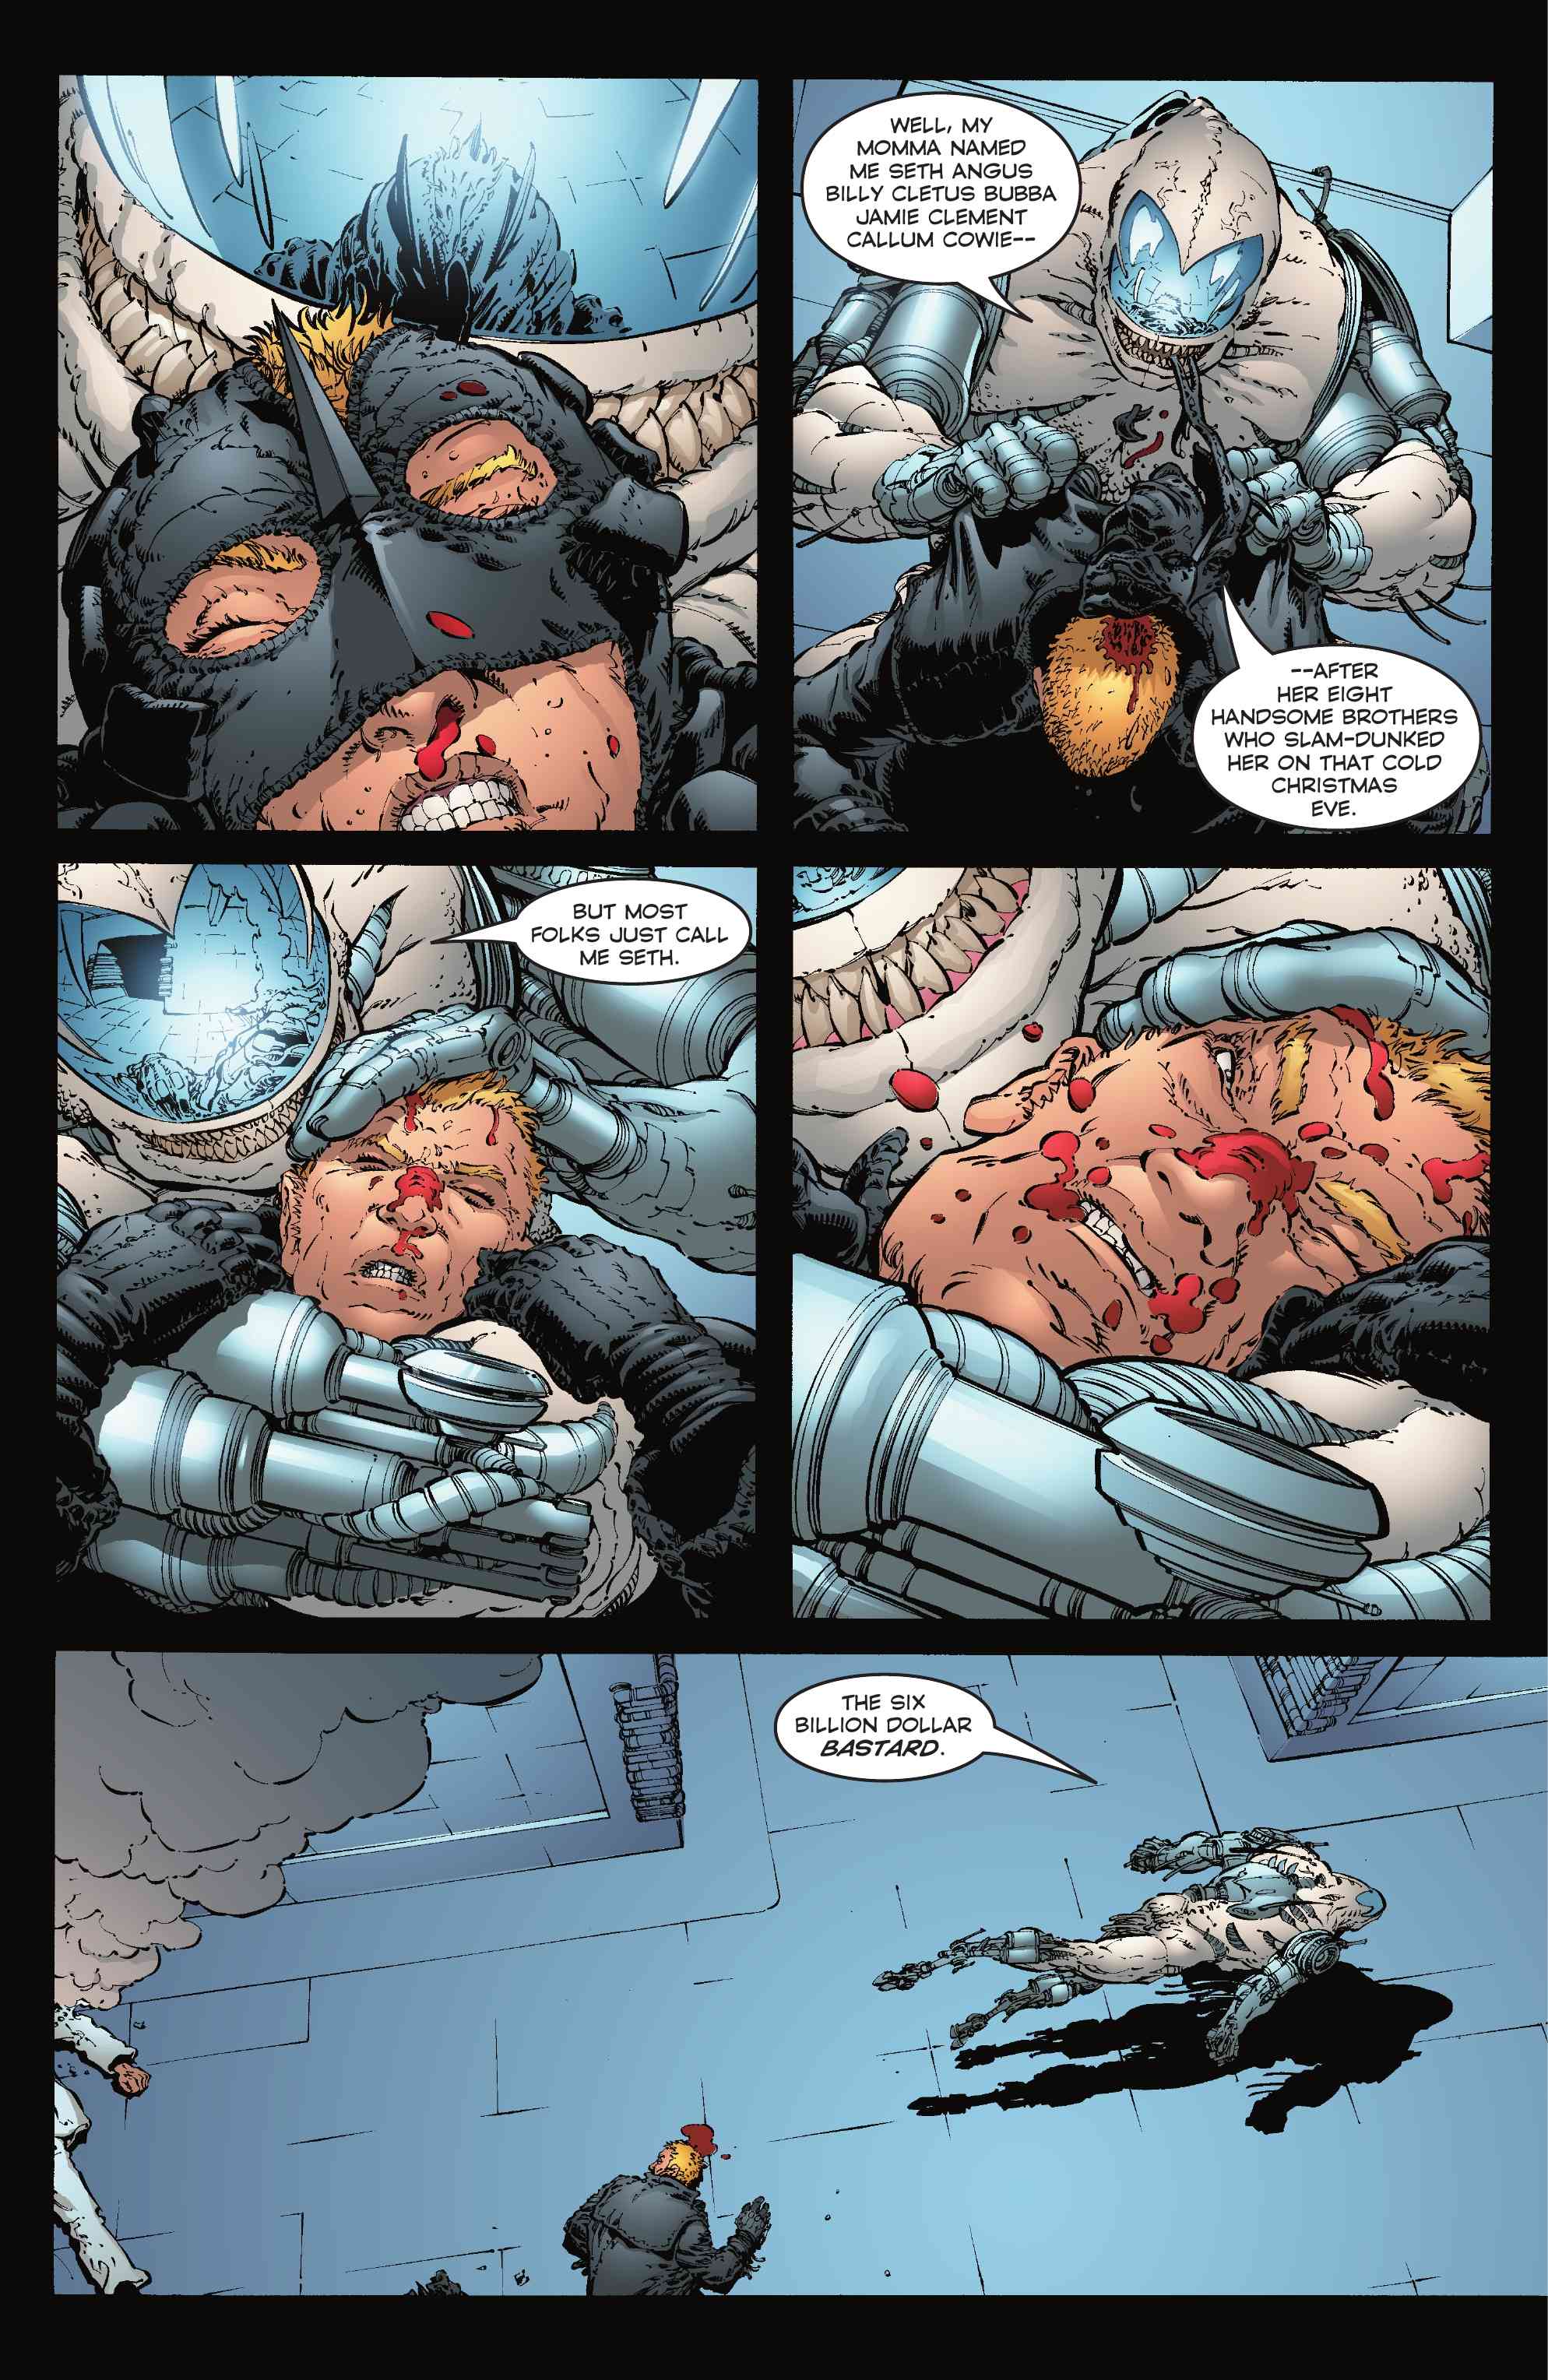 WELL, MY
MOMMA NAMED
ME SETH ANGUS
BILLY CLETUS BUBBA
JAMIE CLEMENT
CALLUM COWIE--
--AFTER
HER EIGHT
HANDSOME BROTHERS
WHO SLAM-DUNKED
HER ON THAT COLD
CHRISTMAS
EVE.
BUT MOST
FOLKS JUST CALL
ME SETH.
THE SIX
BILLION DOLLAR
BASTARD.